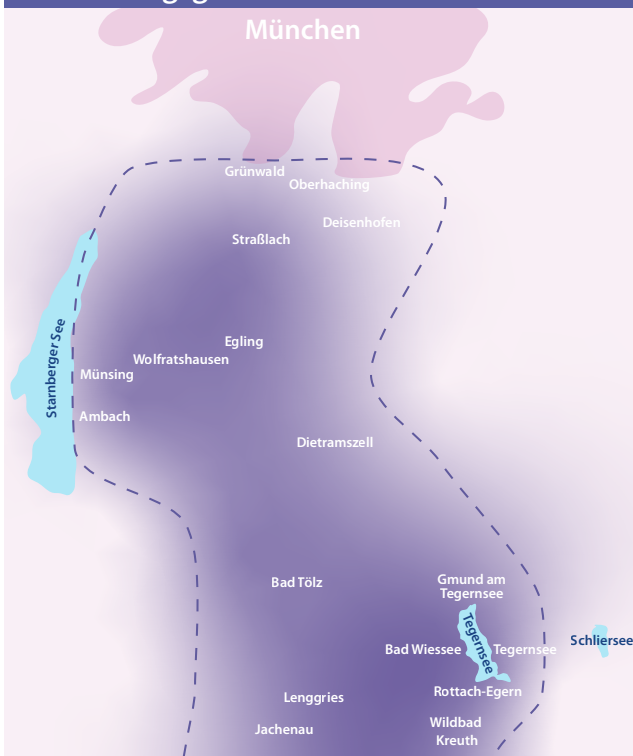 München
Grünwald
Oberhaching
Deisenhofen
Straßlach
Egling
Wolfratshausen
Münsing
Starnberger See
Ambach
Dietramszell
Bad Tölz
Gmund am
Tegernsee
Tegernsee
Bad Wiessee
Tegernsee
Schliersee
Rottach-Egern
Lenggries
Wildbad
Kreuth
Jachenau